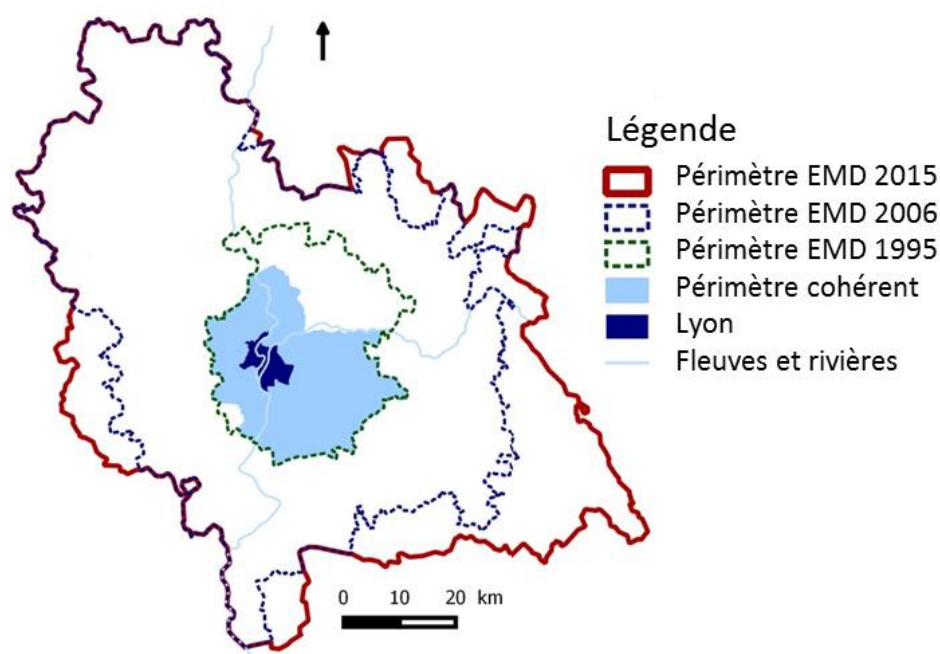 Légende
Périmètre EMD 2015
Périmètre EMD 2006
Périmètre EMD 1995
Périmètre cohérent
Lyon
Fleuves et rivières
0 10 20 km